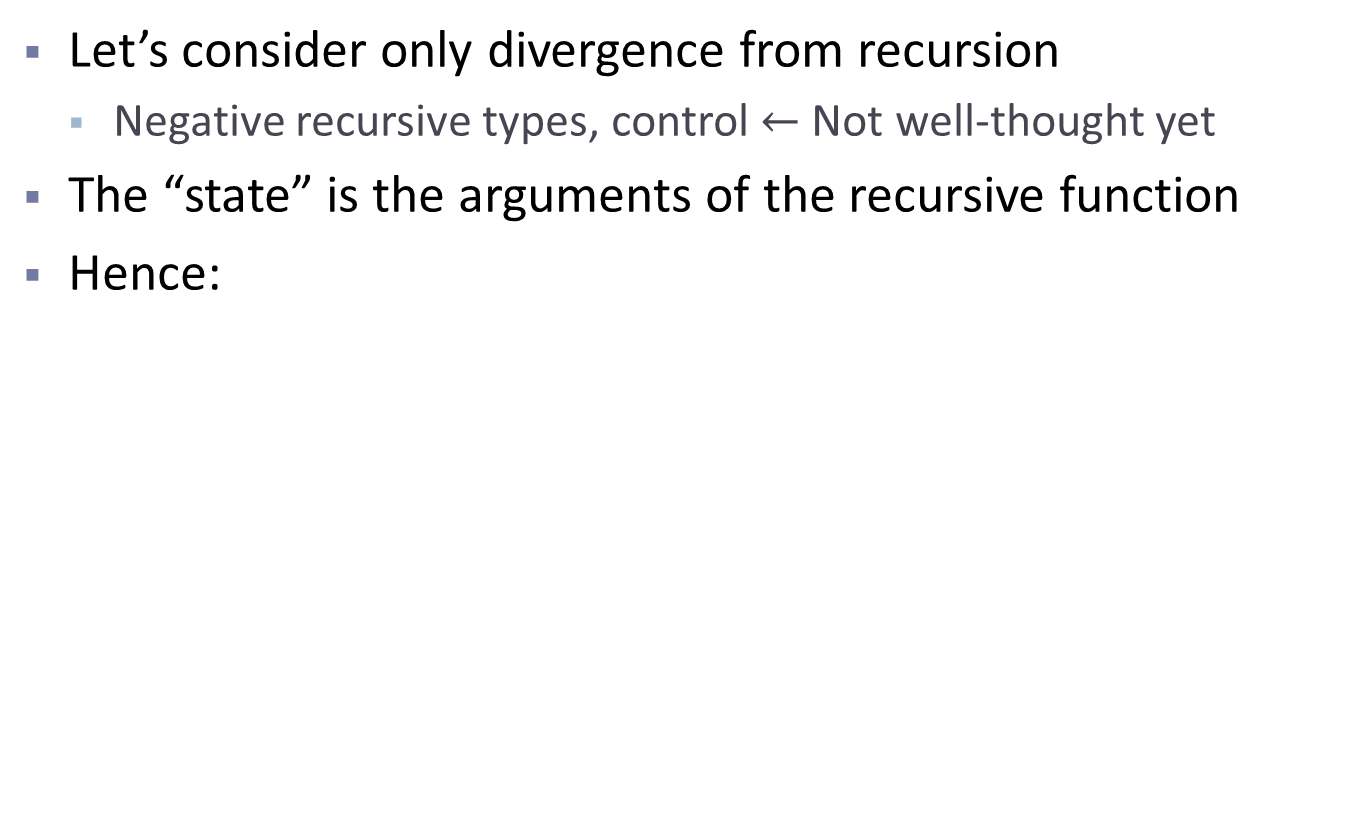 ▪ Let’s consider only divergence from recursion
▪ Negative recursive types, control ← Not well-thought yet
▪ The “state” is the arguments of the recursive function
▪ Hence: